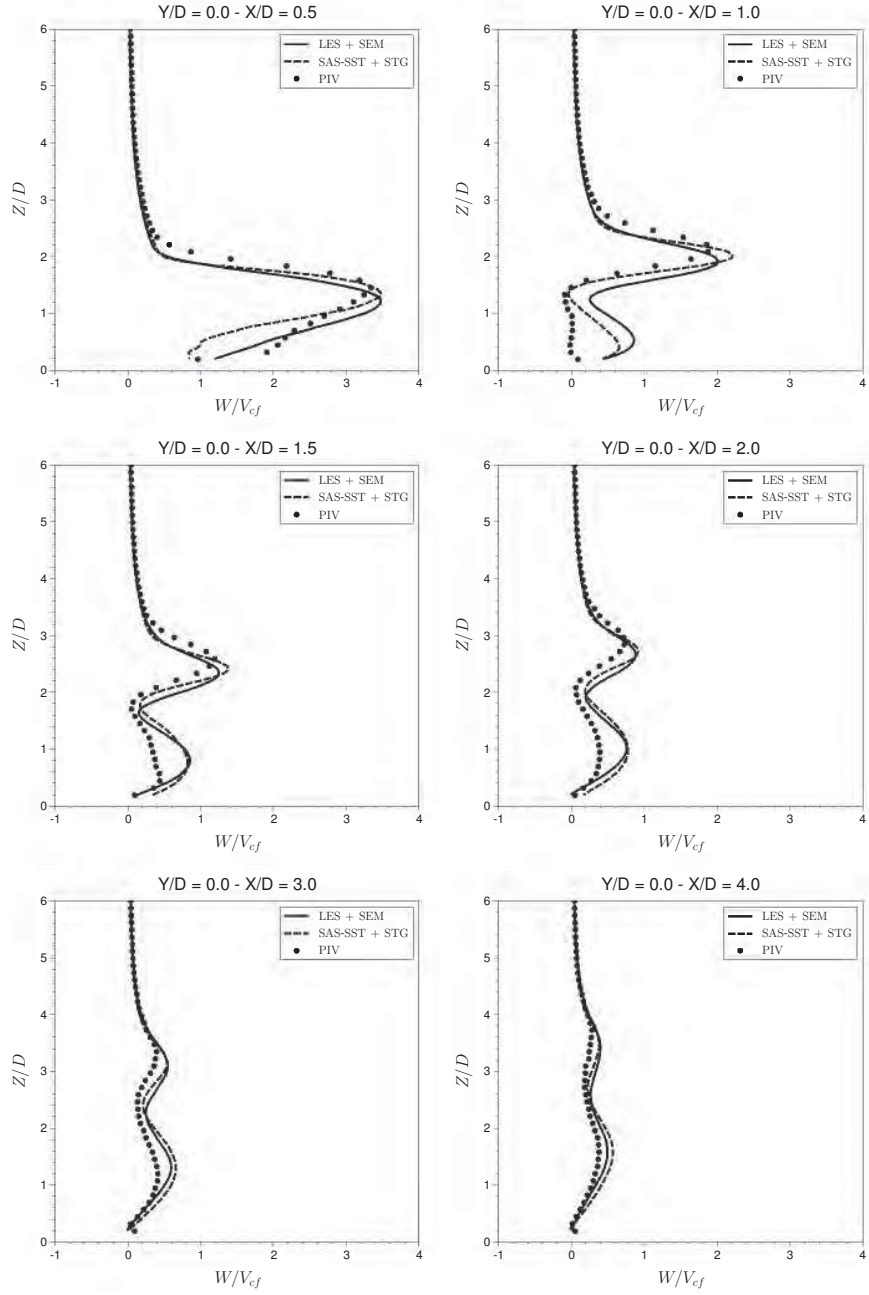 Y/D = 0.0 - X/D = 0.5
6
5
4
3
2
1
0
Z/D
LES + SEM
SAS-SST + STG
PIV
-1 0 1 2 3 4
W/V_cf
Y/D = 0.0 - X/D = 1.0
6
5
4
3
2
1
0
Z/D
LES + SEM
SAS-SST + STG
PIV
-1 0 1 2 3 4
W/V_cf
Y/D = 0.0 - X/D = 1.5
6
5
4
3
2
1
0
Z/D
LES + SEM
SAS-SST + STG
PIV
-1 0 1 2 3 4
W/V_cf
Y/D = 0.0 - X/D = 2.0
6
5
4
3
2
1
0
Z/D
LES + SEM
SAS-SST + STG
PIV
-1 0 1 2 3 4
W/V_cf
Y/D = 0.0 - X/D = 3.0
6
5
4
3
2
1
0
Z/D
LES + SEM
SAS-SST + STG
PIV
-1 0 1 2 3 4
W/V_cf
Y/D = 0.0 - X/D = 4.0
6
5
4
3
2
1
0
Z/D
LES + SEM
SAS-SST + STG
PIV
-1 0 1 2 3 4
W/V_cf